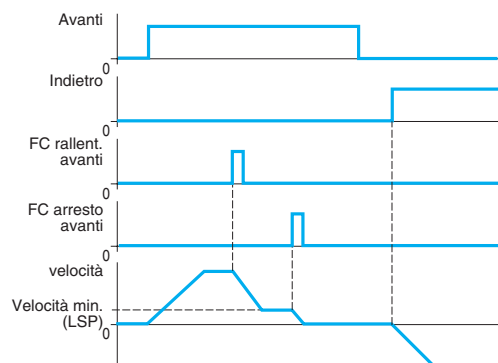 Avanti
0
Indietro
0
FC rallent.
avanti
0
FC arresto
avanti
0
velocità
Velocità min.
(LSP)
0